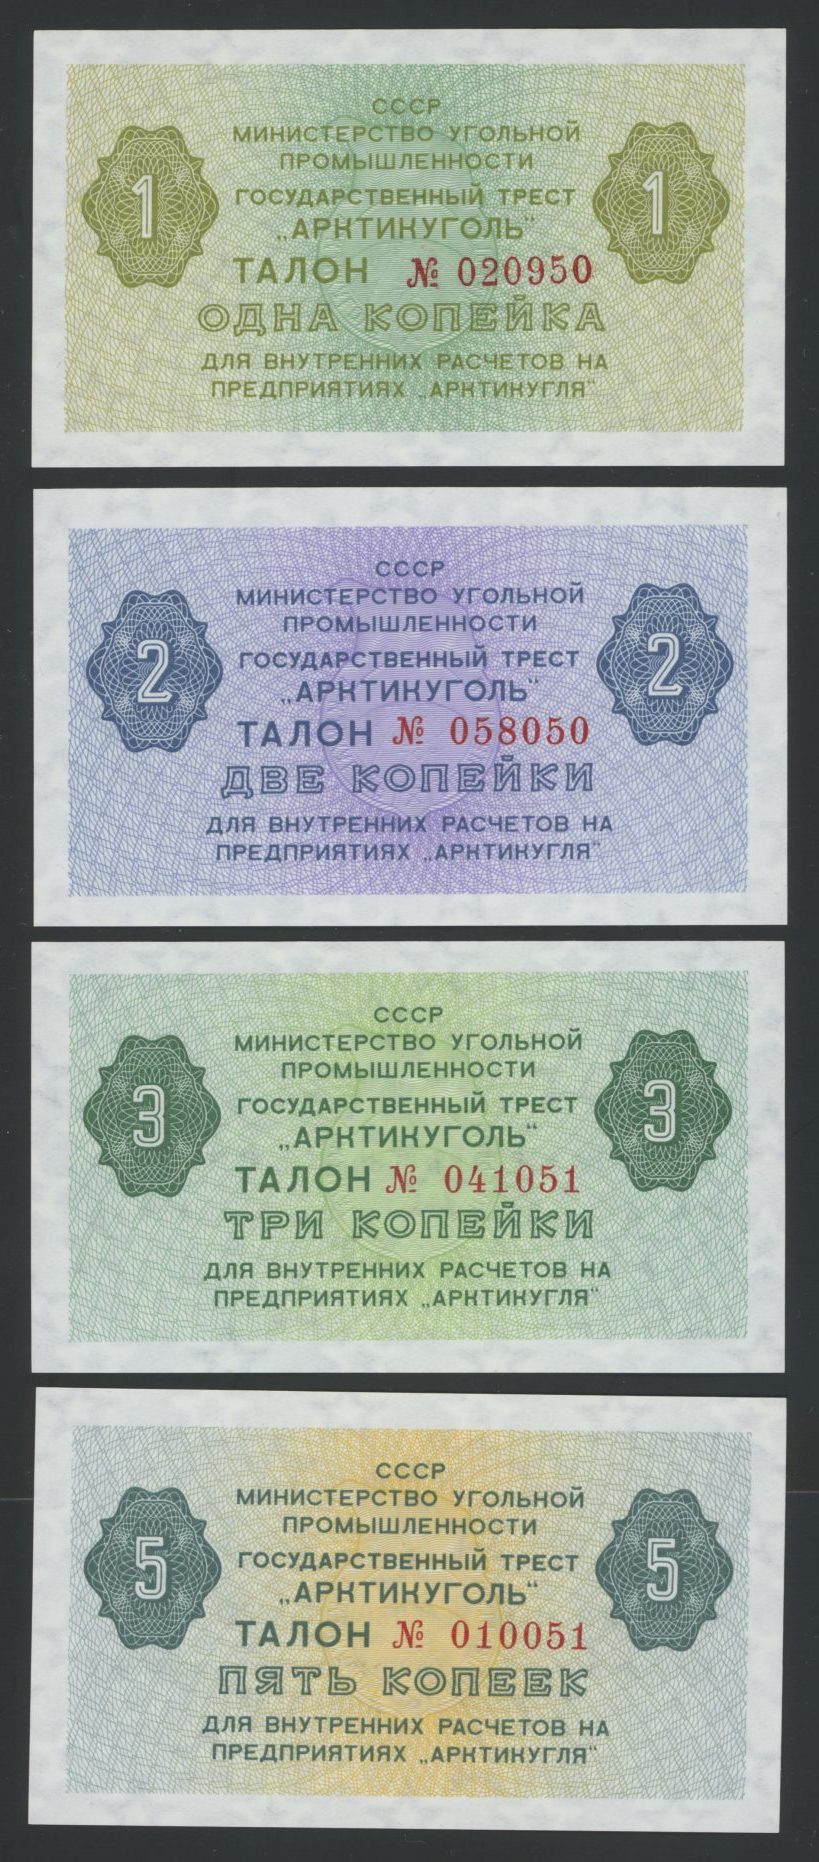 СССР
МИНИСТЕРСТВО УГОЛЬНОЙ
ПРОМЫШЛЕННОСТИ
ГОСУДАРСТВЕННЫЙ ТРЕСТ
„АРКТИКУГОЛЬ“
1 1
ТАЛОН № 020950
ОДНА КОПЕЙКА
ДЛЯ ВНУТРЕННИХ РАСЧЕТОВ НА
ПРЕДПРИЯТИЯХ „АРКТИКУГЛЯ“
СССР
МИНИСТЕРСТВО УГОЛЬНОЙ
ПРОМЫШЛЕННОСТИ
ГОСУДАРСТВЕННЫЙ ТРЕСТ
2 2
„АРКТИКУГОЛЬ“
ТАЛОН № 058050
ДВЕ КОПЕЙКИ
ДЛЯ ВНУТРЕННИХ РАСЧЕТОВ НА
ПРЕДПРИЯТИЯХ „АРКТИКУГЛЯ“
СССР
МИНИСТЕРСТВО УГОЛЬНОЙ
ПРОМЫШЛЕННОСТИ
ГОСУДАРСТВЕННЫЙ ТРЕСТ
3 3
„АРКТИКУГОЛЬ“
ТАЛОН № 041051
ТРИ КОПЕЙКИ
ДЛЯ ВНУТРЕННИХ РАСЧЕТОВ НА
ПРЕДПРИЯТИЯХ „АРКТИКУГЛЯ“
СССР
МИНИСТЕРСТВО УГОЛЬНОЙ
ПРОМЫШЛЕННОСТИ
ГОСУДАРСТВЕННЫЙ ТРЕСТ
5 5
„АРКТИКУГОЛЬ“
ТАЛОН № 010051
ПЯТЬ КОПЕЕК
ДЛЯ ВНУТРЕННИХ РАСЧЕТОВ НА
ПРЕДПРИЯТИЯХ „АРКТИКУГЛЯ“